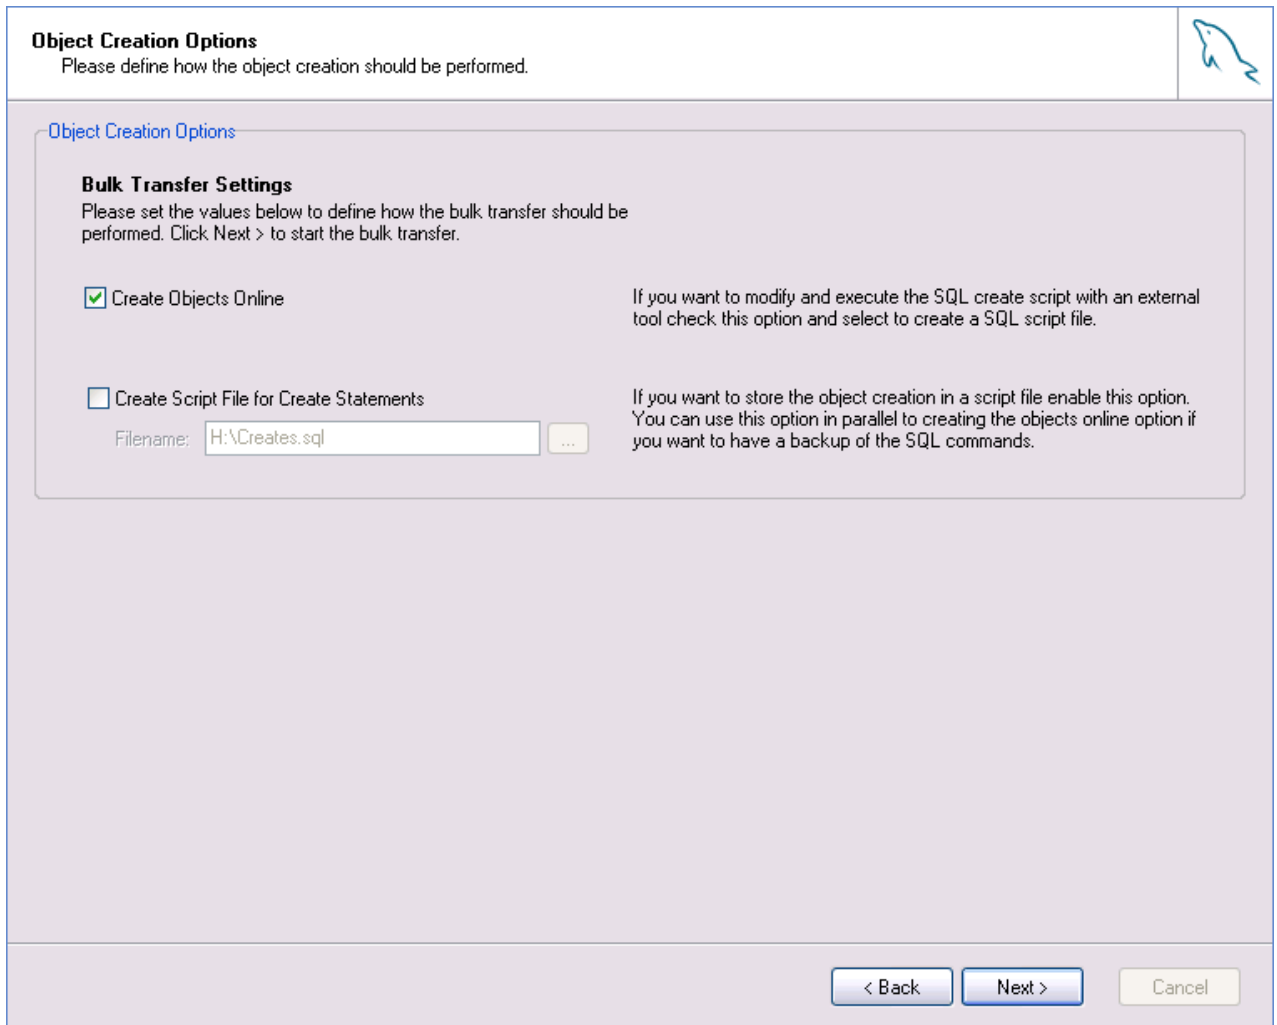 Object Creation Options
Please define how the object creation should be performed.
Object Creation Options
Bulk Transfer Settings
Please set the values below to define how the bulk transfer should be
performed. Click Next > to start the bulk transfer.
Create Objects Online
If you want to modify and execute the SQL create script with an external
tool check this option and select to create a SQL script file.
Create Script File for Create Statements
If you want to store the object creation in a script file enable this option.
You can use this option in parallel to creating the objects online option if
you want to have a backup of the SQL commands.
Filename: H:\Creates.sql ...
< Back Next > Cancel